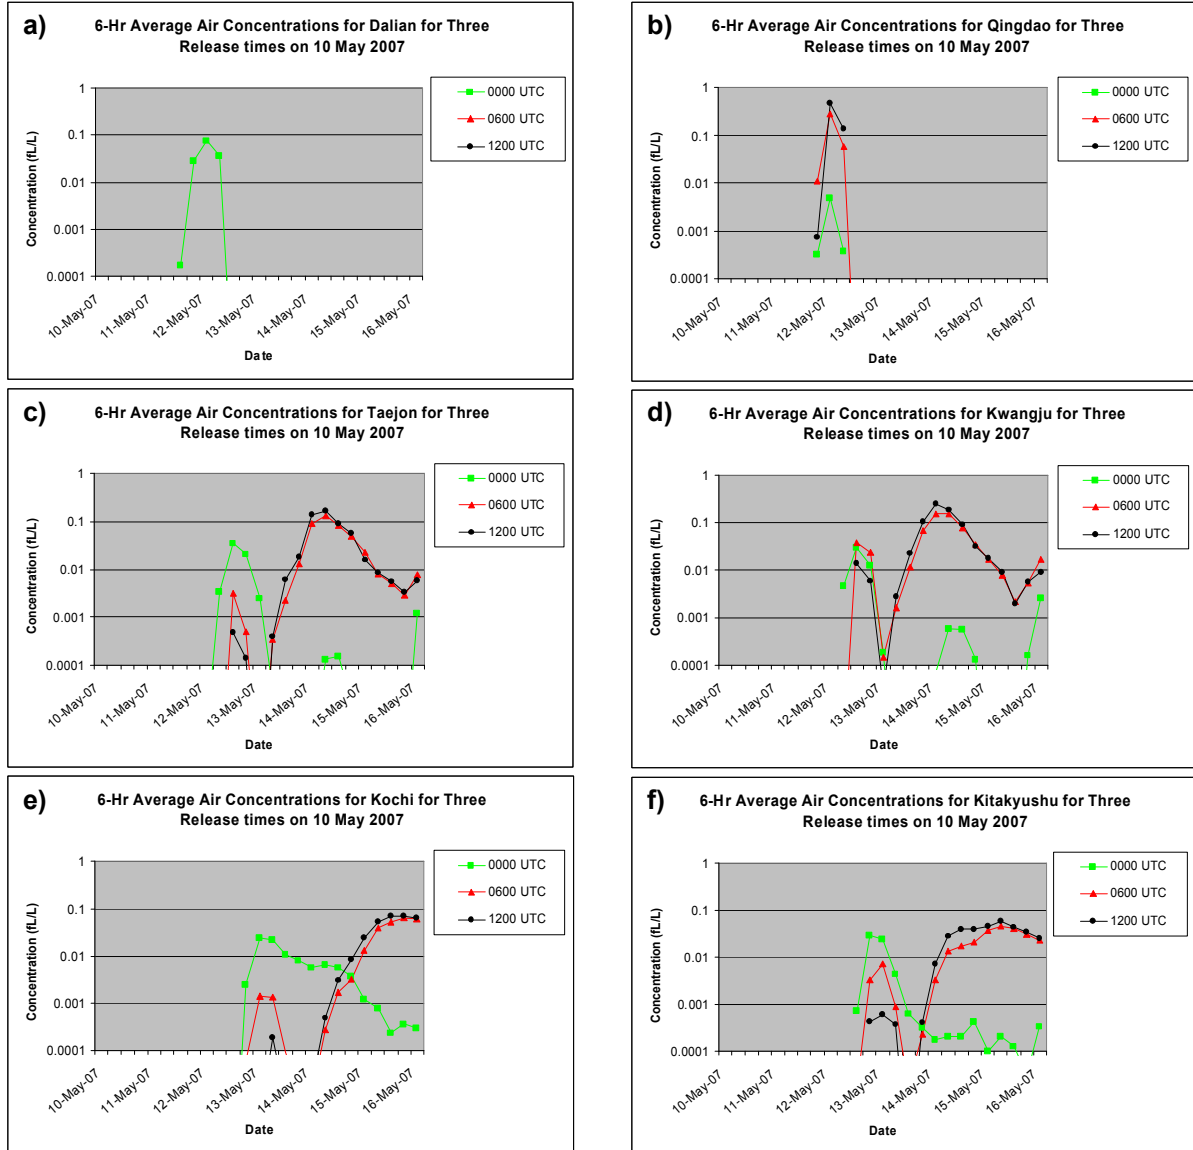 a)
6-Hr Average Air Concentrations for Dalian for Three
Release times on 10 May 2007
0000 UTC
0600 UTC
1200 UTC
Concentration (fL/L)
1
0.1
0.01
0.001
0.0001
10-May-07
11-May-07
12-May-07
13-May-07
14-May-07
15-May-07
16-May-07
Date
b)
6-Hr Average Air Concentrations for Qingdao for Three
Release times on 10 May 2007
0000 UTC
0600 UTC
1200 UTC
Concentration (fL/L)
1
0.1
0.01
0.001
0.0001
10-May-07
11-May-07
12-May-07
13-May-07
14-May-07
15-May-07
16-May-07
Date
c)
6-Hr Average Air Concentrations for Taejon for Three
Release times on 10 May 2007
0000 UTC
0600 UTC
1200 UTC
Concentration (fL/L)
1
0.1
0.01
0.001
0.0001
10-May-07
11-May-07
12-May-07
13-May-07
14-May-07
15-May-07
16-May-07
Date
d)
6-Hr Average Air Concentrations for Kwangju for Three
Release times on 10 May 2007
0000 UTC
0600 UTC
1200 UTC
Concentration (fL/L)
1
0.1
0.01
0.001
0.0001
10-May-07
11-May-07
12-May-07
13-May-07
14-May-07
15-May-07
16-May-07
Date
e)
6-Hr Average Air Concentrations for Kochi for Three
Release times on 10 May 2007
0000 UTC
0600 UTC
1200 UTC
Concentration (fL/L)
1
0.1
0.01
0.001
0.0001
10-May-07
11-May-07
12-May-07
13-May-07
14-May-07
15-May-07
16-May-07
Date
f)
6-Hr Average Air Concentrations for Kitakyushu for Three
Release times on 10 May 2007
0000 UTC
0600 UTC
1200 UTC
Concentration (fL/L)
1
0.1
0.01
0.001
0.0001
10-May-07
11-May-07
12-May-07
13-May-07
14-May-07
15-May-07
16-May-07
Date